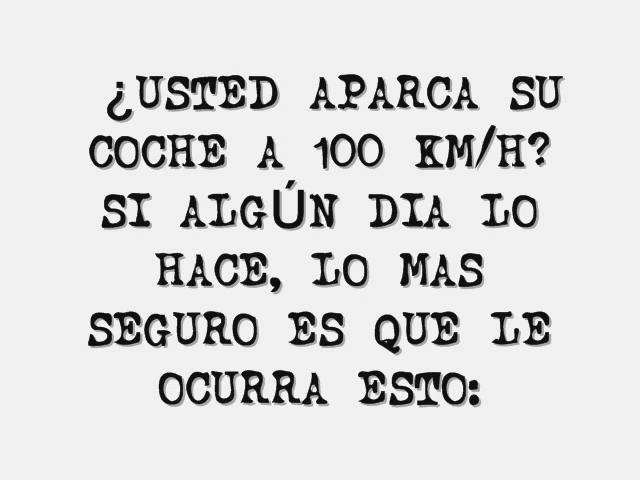 ¿USTED APARCA SU
COCHE A 100 KM/H?
SI ALGÚN DIA LO
HACE, LO MAS
SEGURO ES QUE LE
OCURRA ESTO: